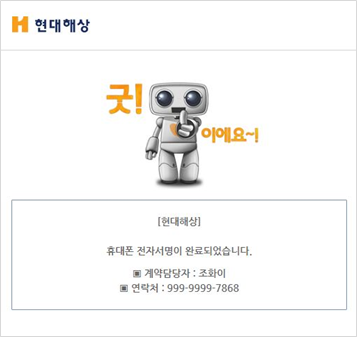 현대해상
굿!
이에요~!
[현대해상]
휴대폰 전자서명이 완료되었습니다.
▣ 계약담당자 : 조화이
▣ 연락처 : 999-9999-7868